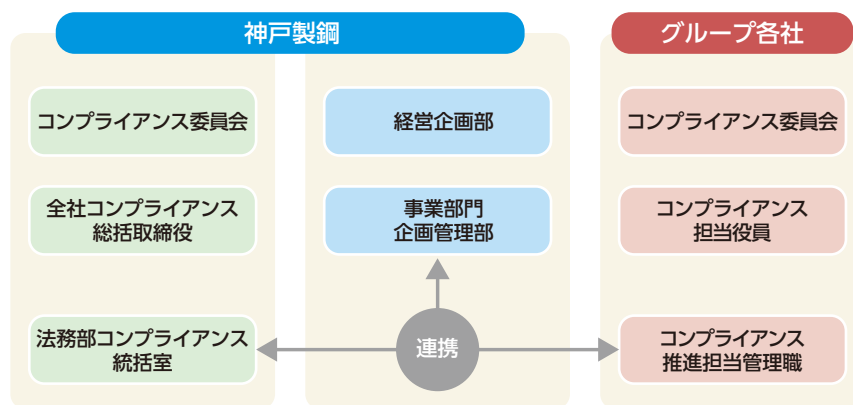 神戸製鋼
グループ各社
コンプライアンス委員会
経営企画部
コンプライアンス委員会
全社コンプライアンス
総括取締役
事業部門
企画管理部
コンプライアンス
担当役員
法務部コンプライアンス
統括室
連携
コンプライアンス
推進担当管理職